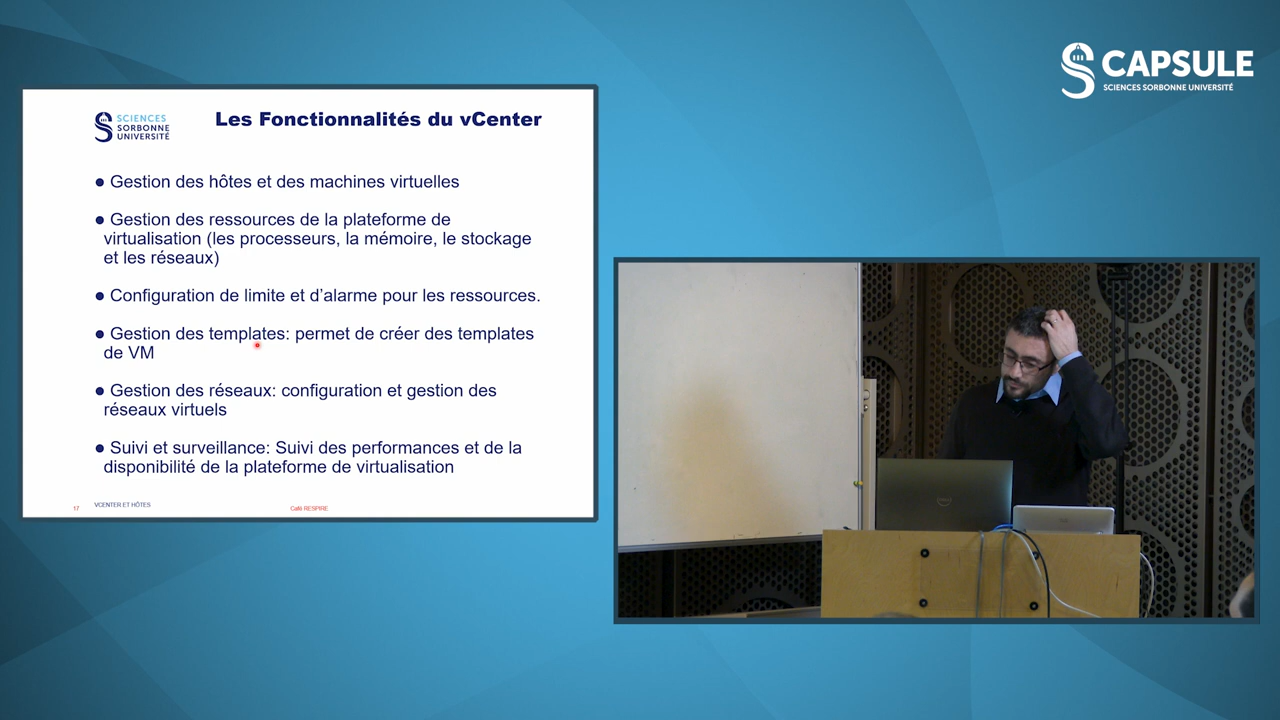 CAPSULE
SCIENCES SORBONNE UNIVERSITÉ
SCIENCES
SORBONNE
UNIVERSITÉ
Les Fonctionnalités du vCenter
● Gestion des hôtes et des machines virtuelles
● Gestion des ressources de la plateforme de
virtualisation (les processeurs, la mémoire, le stockage
et les réseaux)
● Configuration de limite et d’alarme pour les ressources.
● Gestion des templates: permet de créer des templates
de VM
● Gestion des réseaux: configuration et gestion des
réseaux virtuels
● Suivi et surveillance: Suivi des performances et de la
disponibilité de la plateforme de virtualisation
17
VCENTER ET HÔTES
Café RESPIRE